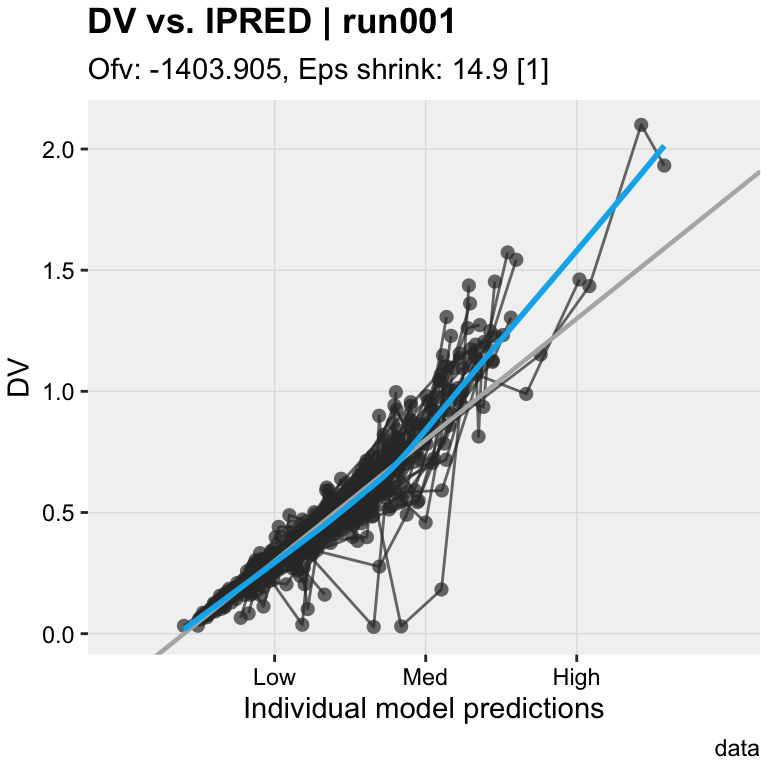 DV vs. IPRED | run001
Ofv: -1403.905, Eps shrink: 14.9 [1]
2.0
1.5
1.0
0.5
0.0
DV
Low Med High
Individual model predictions
data